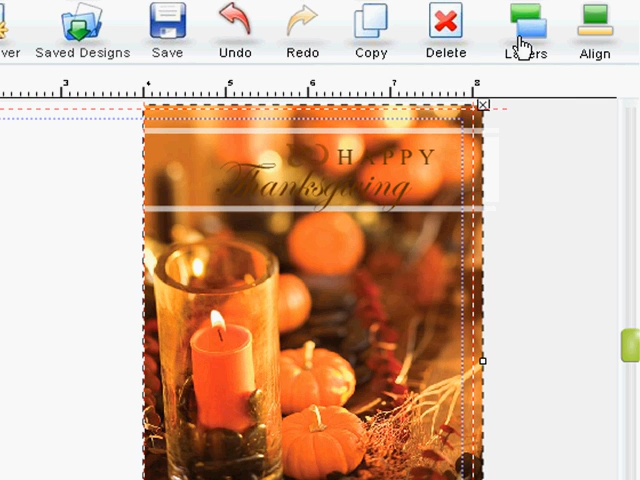 ver Saved Designs Save Undo Redo Copy Delete Layers Align
3 4 5 6 7 8
HAPPY
Thanksgiving